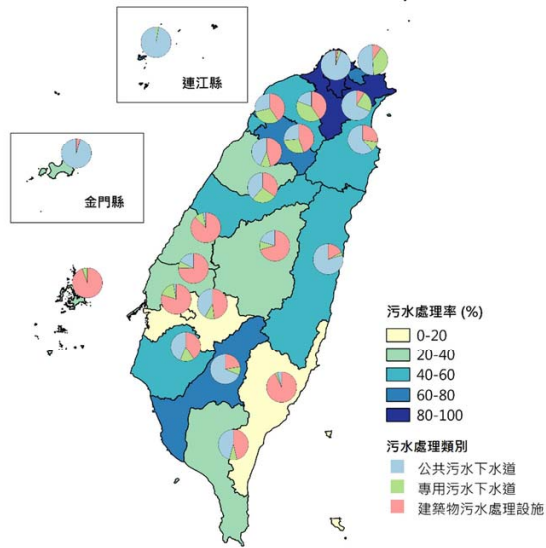 連江縣
金門縣
污水處理率 (%)
0-20
20-40
40-60
60-80
80-100
污水處理類別
公共污水下水道
專用污水下水道
建築物污水處理設施